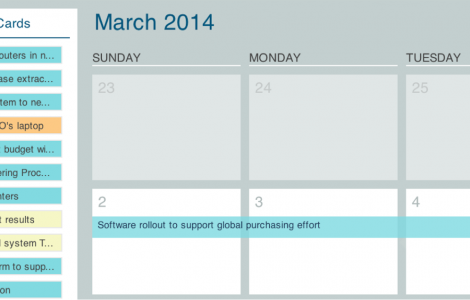 Cards
outers in n...
ase extrac...
tem to ne...
O's laptop
t budget wi...
ering Proc...
nters
t results
l system T...
rm to supp...
on
March 2014
SUNDAY MONDAY TUESDAY
23 24 25
2 3 4
Software rollout to support global purchasing effort